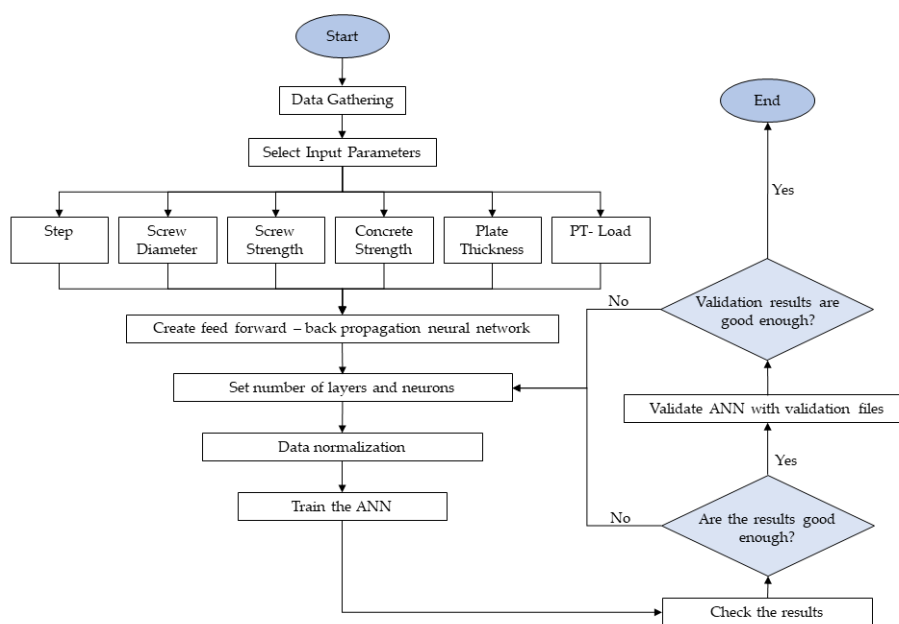 Start
Data Gathering
Select Input Parameters
Step
Screw
Diameter
Screw
Strength
Concrete
Strength
Plate
Thickness
PT- Load
Create feed forward – back propagation neural network
Set number of layers and neurons
Data normalization
Train the ANN
Check the results
Are the results good
enough?
No
Yes
Validate ANN with validation files
Validation results are
good enough?
No
Yes
End